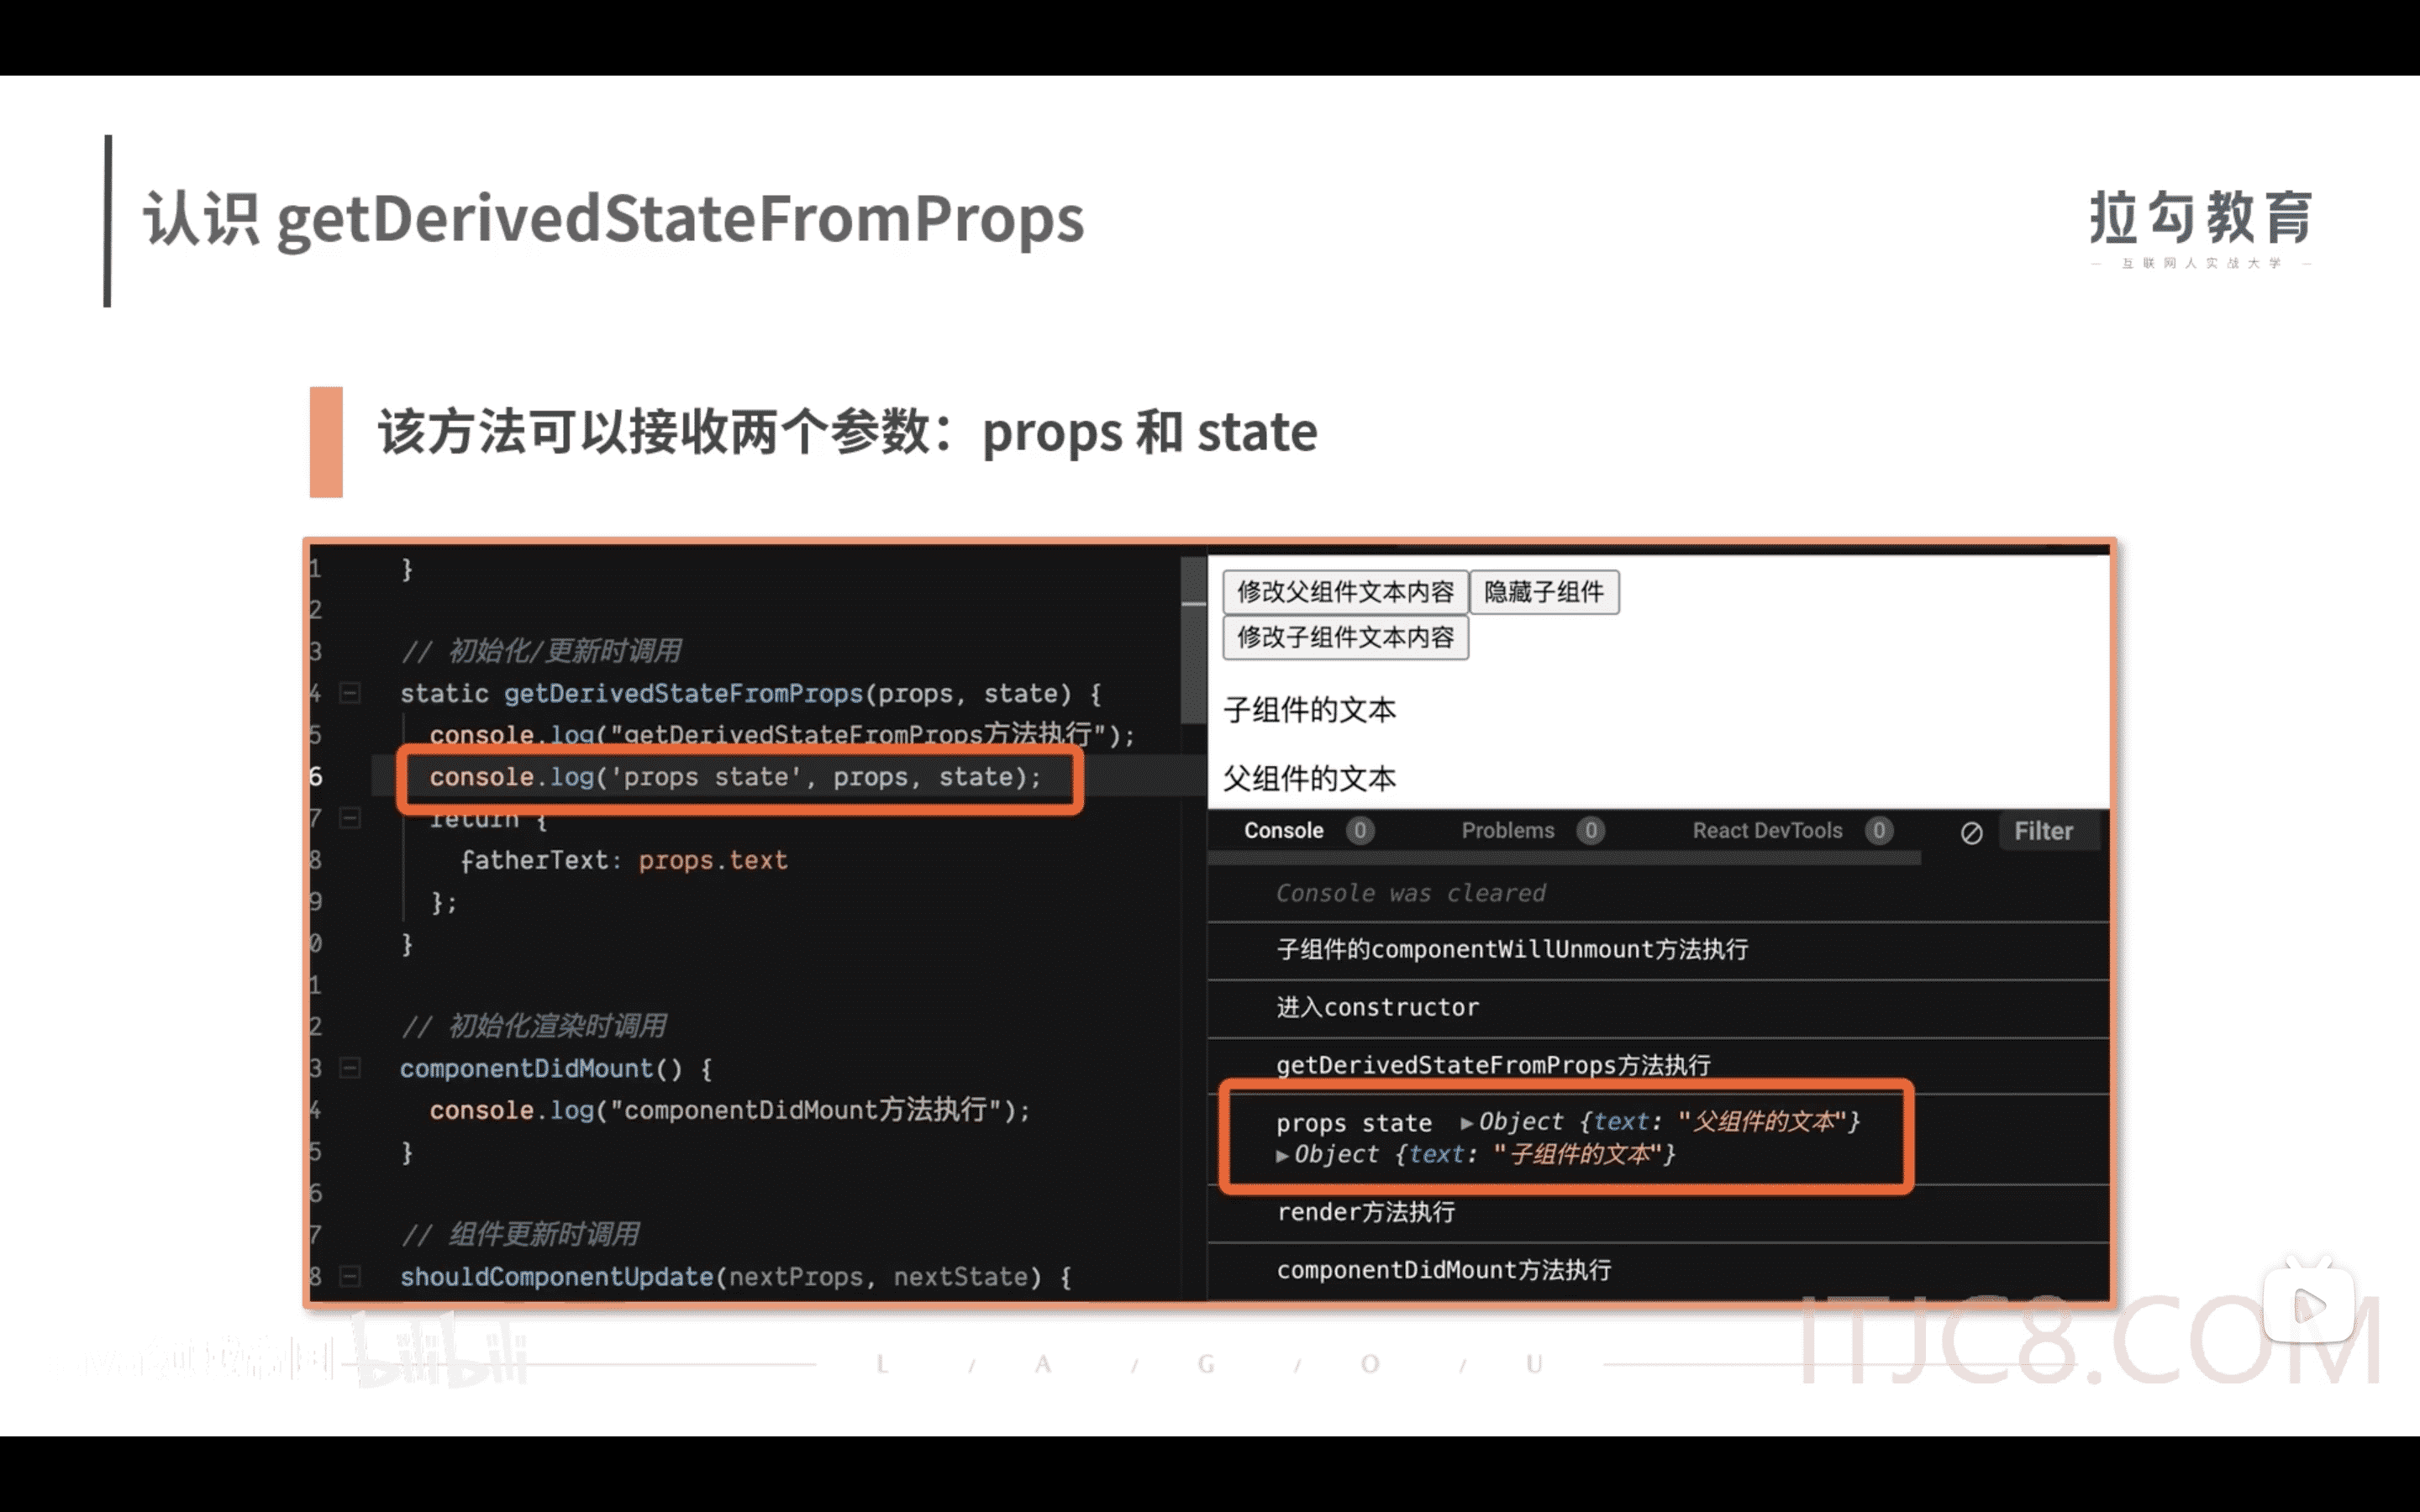 认识 getDerivedStateFromProps
拉勾教育
— 互联网人实战大学 —
该方法可以接收两个参数：props 和 state
1 }
2
3 // 初始化/更新时调用
4 static getDerivedStateFromProps(props, state) {
5 console.log("getDerivedStateFromProps方法执行");
6 console.log('props state', props, state);
7 return {
8 fatherText: props.text
9 };
0 }
1
2 // 初始化渲染时调用
3 componentDidMount() {
4 console.log("componentDidMount方法执行");
5 }
6
7 // 组件更新时调用
8 shouldComponentUpdate(nextProps, nextState) {
修改父组件文本内容 隐藏子组件
修改子组件文本内容
子组件的文本
父组件的文本
Console 0 Problems 0 React DevTools 0 Filter
Console was cleared
子组件的componentWillUnmount方法执行
进入constructor
getDerivedStateFromProps方法执行
props state ▶Object {text: "父组件的文本"}
▶Object {text: "子组件的文本"}
render方法执行
componentDidMount方法执行
bilibili
L / A / G / O / U
ITJC8.COM